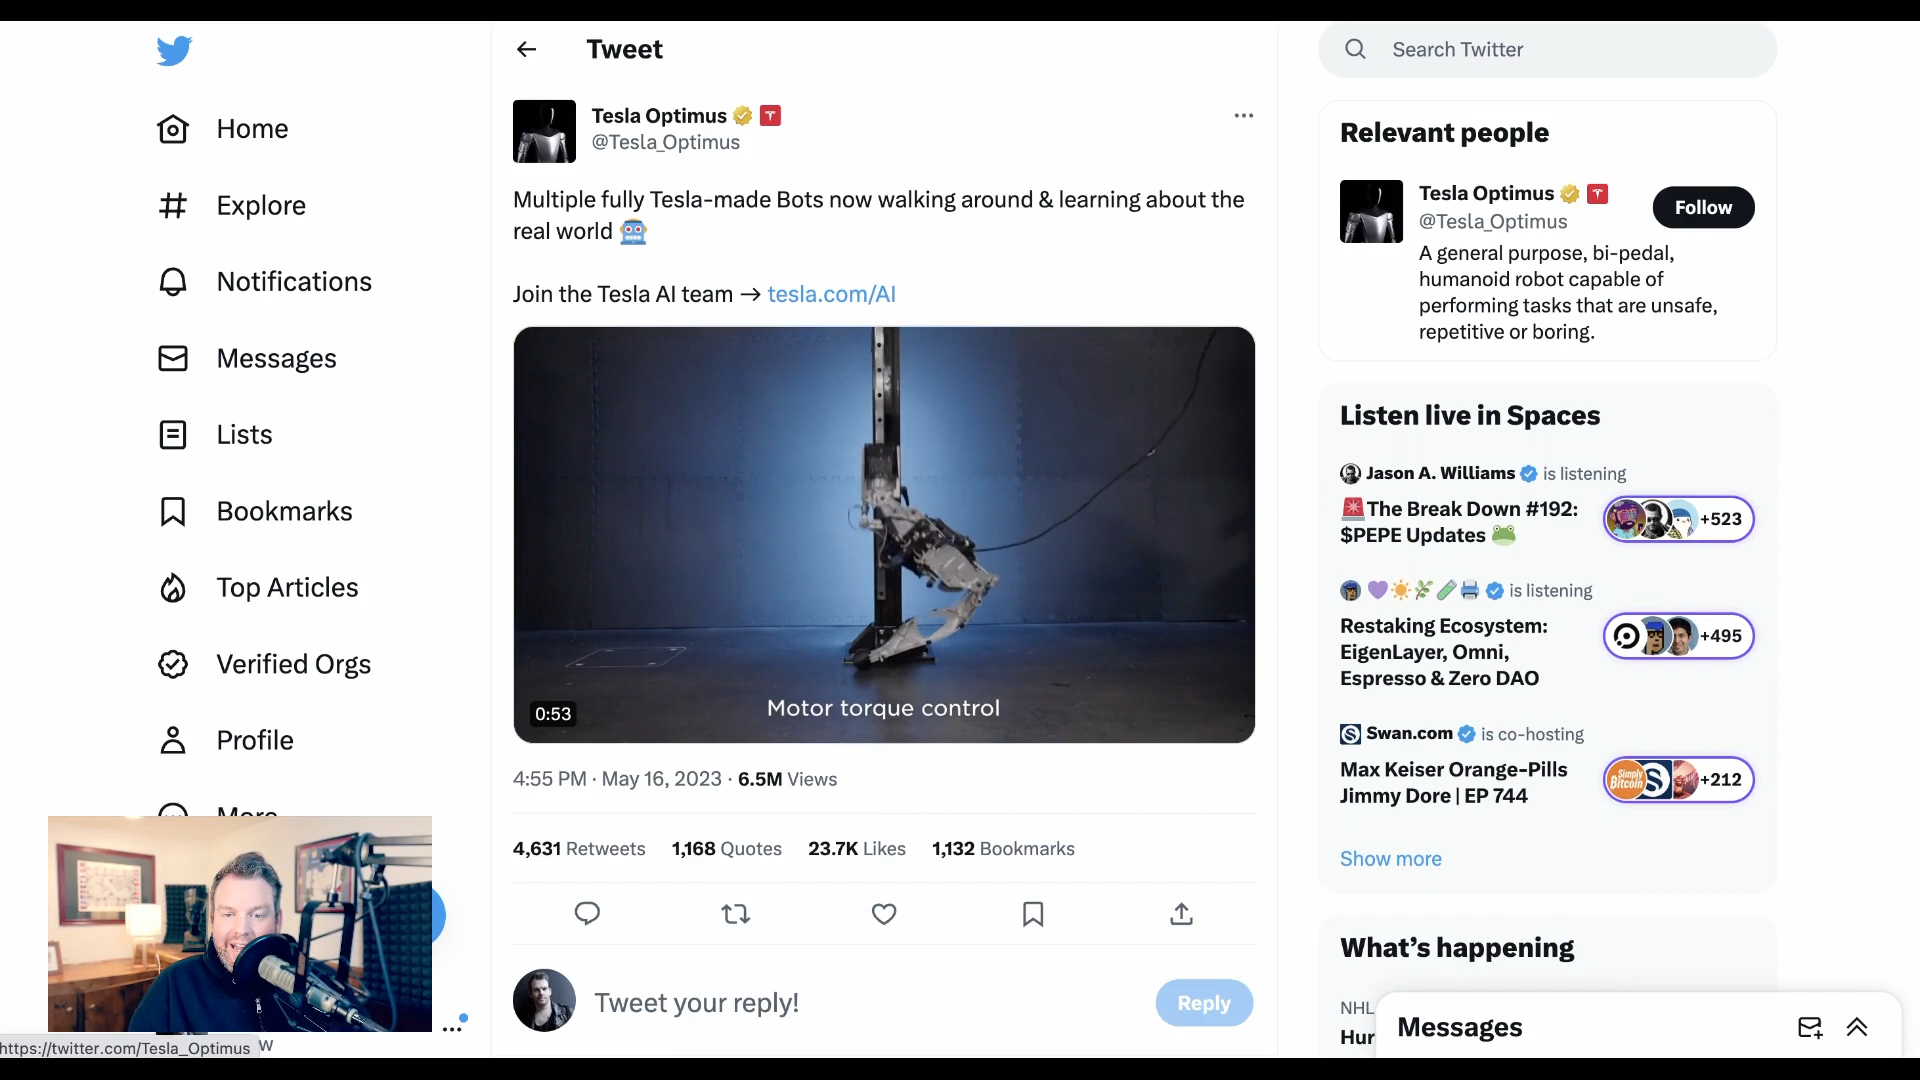 Home
Explore
Notifications
Messages
Lists
Bookmarks
Top Articles
Verified Orgs
Profile
More
https://twitter.com/Tesla_Optimus
Tweet
Tesla Optimus
@Tesla_Optimus
Multiple fully Tesla-made Bots now walking around & learning about the
real world 🤖
Join the Tesla AI team → tesla.com/AI
Motor torque control
0:53
4:55 PM · May 16, 2023 · 6.5M Views
4,631 Retweets 1,168 Quotes 23.7K Likes 1,132 Bookmarks
Tweet your reply!
Reply
Search Twitter
Relevant people
Tesla Optimus
@Tesla_Optimus
Follow
A general purpose, bi-pedal,
humanoid robot capable of
performing tasks that are unsafe,
repetitive or boring.
Listen live in Spaces
Jason A. Williams is listening
🚨The Break Down #192:
$PEPE Updates 🐸
+523
is listening
Restaking Ecosystem:
EigenLayer, Omni,
Espresso & Zero DAO
+495
Swan.com is co-hosting
Max Keiser Orange-Pills
Jimmy Dore | EP 744
Simply
Bitcoin
+212
Show more
What's happening
NHL
Hur
Messages